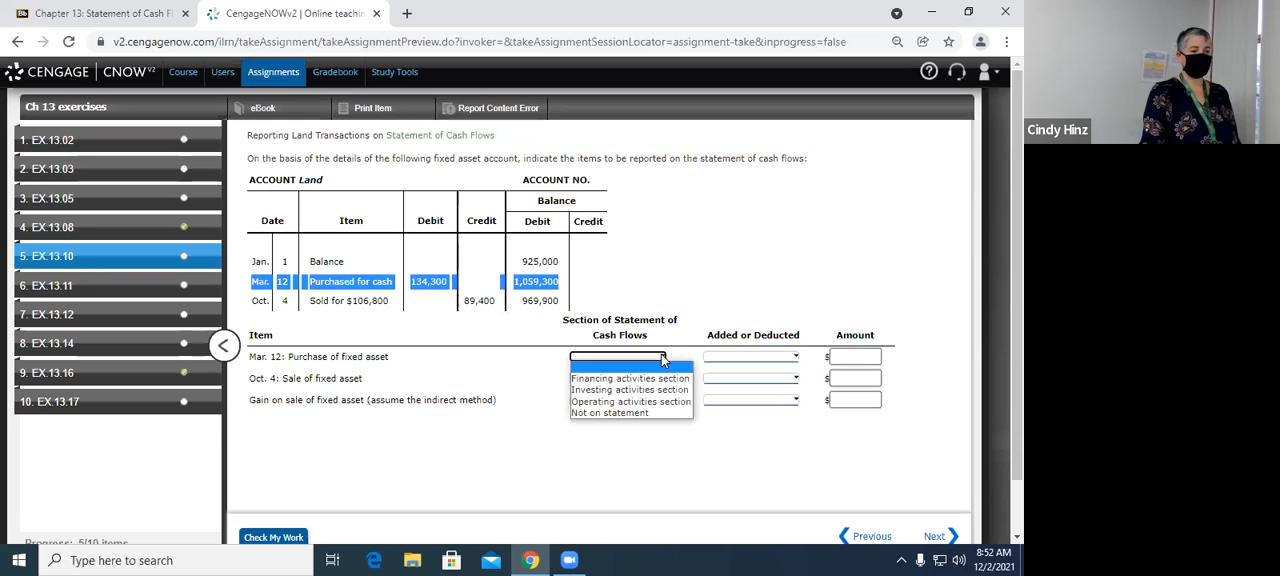 Chapter 13: Statement of Cash F
CengageNOWv2 | Online teachin
v2.cengagenow.com/ilrn/takeAssignment/takeAssignmentPreview.do?invoker=&takeAssignmentSessionLocator=assignment-take&inprogress=false
CENGAGE | CNOWV2 Course Users Assignments Gradebook Study Tools
Ch 13 exercises
eBook Print Item Report Content Error
1. EX.13.02
2. EX.13.03
3. EX.13.05
4. EX.13.08
5. EX.13.10
6. EX.13.11
7. EX.13.12
8. EX.13.14
9. EX.13.16
10. EX.13.17
Progress: 5/10 items
Reporting Land Transactions on Statement of Cash Flows
On the basis of the details of the following fixed asset account, indicate the items to be reported on the statement of cash flows:
ACCOUNT Land ACCOUNT NO.
Balance
Date Item Debit Credit Debit Credit
Jan. 1 Balance 925,000
Mar. 12 Purchased for cash 134,300 1,059,300
Oct. 4 Sold for $106,800 89,400 969,900
Section of Statement of
Item Cash Flows Added or Deducted Amount
Mar. 12: Purchase of fixed asset $
Oct. 4: Sale of fixed asset $
Gain on sale of fixed asset (assume the indirect method) $
Financing activities section
Investing activities section
Operating activities section
Not on statement
Check My Work
Previous Next
Type here to search
8:52 AM
12/2/2021
Cindy Hinz